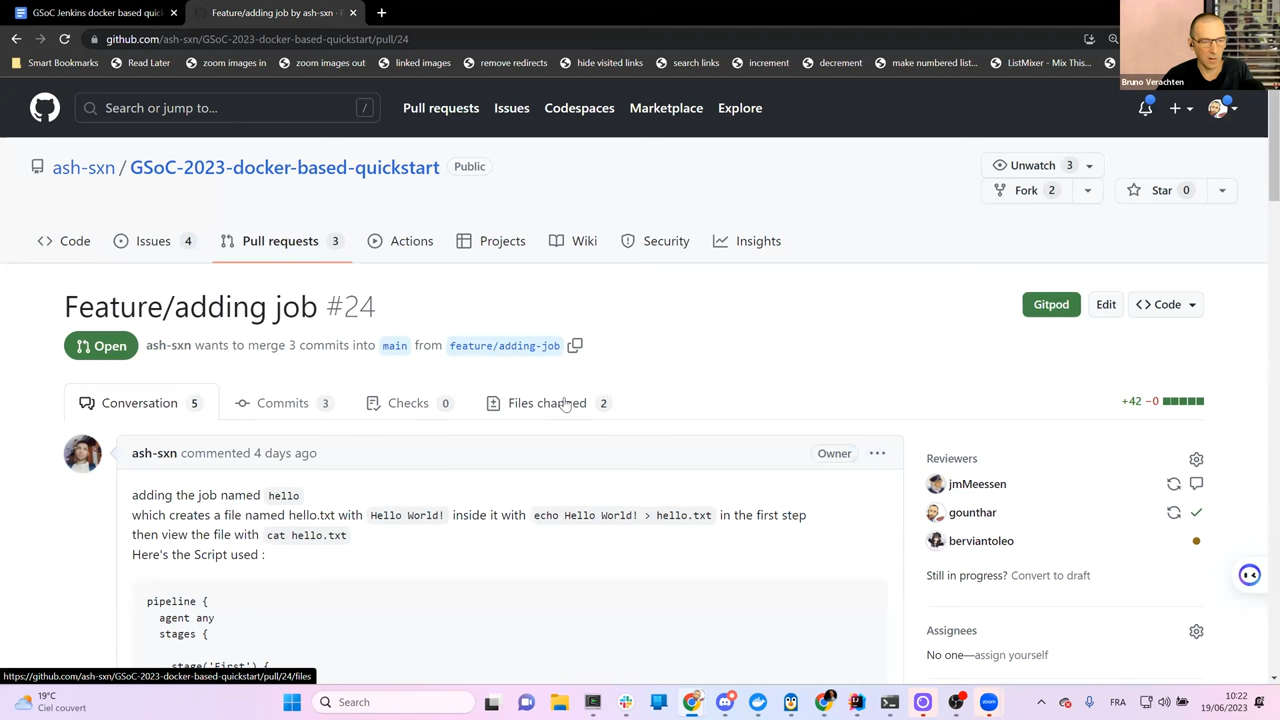 GSoC Jenkins docker based quick
Feature/adding job by ash-sxn · F
github.com/ash-sxn/GSoC-2023-docker-based-quickstart/pull/24
Smart Bookmarks
Read Later
zoom images in
zoom images out
linked images
remove redirects
hide visited links
search links
increment
decrement
make numbered list...
ListMixer - Mix This...
Bruno Verachten
Search or jump to...
/
Pull requests
Issues
Codespaces
Marketplace
Explore
ash-sxn / GSoC-2023-docker-based-quickstart Public
Unwatch 3
Fork 2
Star 0
Code
Issues 4
Pull requests 3
Actions
Projects
Wiki
Security
Insights
Feature/adding job #24
Gitpod
Edit
<> Code
Open
ash-sxn wants to merge 3 commits into main from feature/adding-job
Conversation 5
Commits 3
Checks 0
Files changed 2
+42 −0
ash-sxn commented 4 days ago
Owner
adding the job named hello
which creates a file named hello.txt with Hello World! inside it with echo Hello World! > hello.txt in the first step
then view the file with cat hello.txt
Here's the Script used :
pipeline {
agent any
stages {
stage('First') {
Reviewers
jmMeessen
gounthar
berviantoleo
Still in progress? Convert to draft
Assignees
No one—assign yourself
https://github.com/ash-sxn/GSoC-2023-docker-based-quickstart/pull/24/files
19°C
Ciel couvert
Search
FRA
10:22
19/06/2023